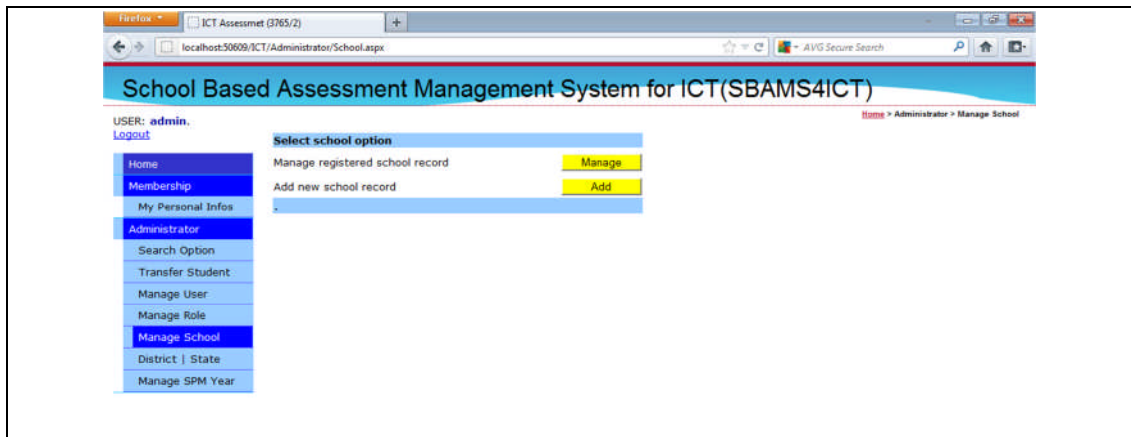 Firefox
ICT Assessmet (3765/2)
localhost:50609/ICT/Administrator/School.aspx
AVG Secure Search
School Based Assessment Management System for ICT(SBAMS4ICT)
USER: admin.
Home > Administrator > Manage School
Logout
Select school option
Manage registered school record Manage
Add new school record Add
.
Home
Membership
My Personal Infos
Administrator
Search Option
Transfer Student
Manage User
Manage Role
Manage School
District | State
Manage SPM Year